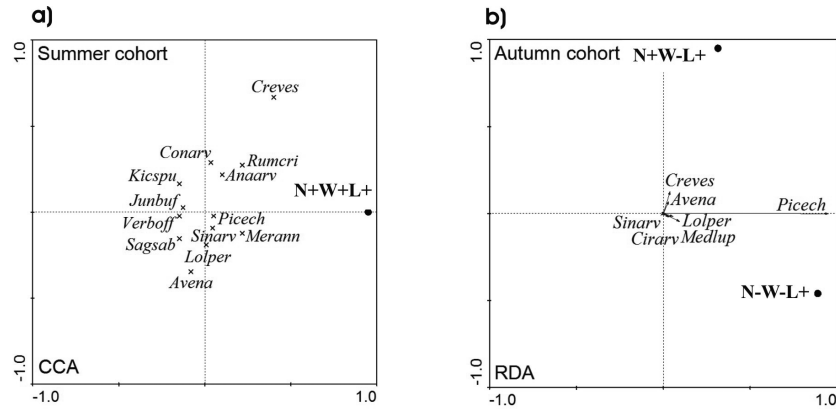 a)
1.0
Summer cohort
Creves
Conarv
Rumcri
Anaarv
Kicspu
N+W+L+
Junbuf
Verboff
Picech
Sinarv
Merann
Sagsab
Lolper
Avena
-1.0
CCA
-1.0
1.0
b)
1.0
Autumn cohort
N+W-L+
Creves
Avena
Picech
Sinarv
Lolper
Cirarv
Medlup
N-W-L+
-1.0
RDA
-1.0
1.0